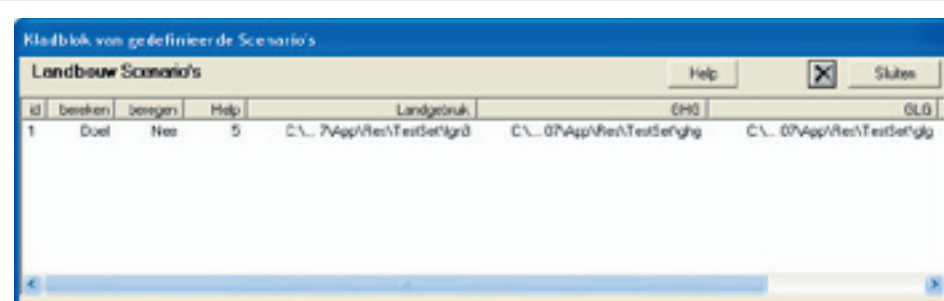 Kladblok van gedefinieerde Scenario's
Landbouw Scenario's Help Sluiten
id bereken beregen Help Landgebruik GHG GLG
1 Doel Nee 5 C:\... 7\App\Res\TestSet\lgn3 C:\... 07\App\Res\TestSet\ghg C:\... 07\App\Res\TestSet\glg